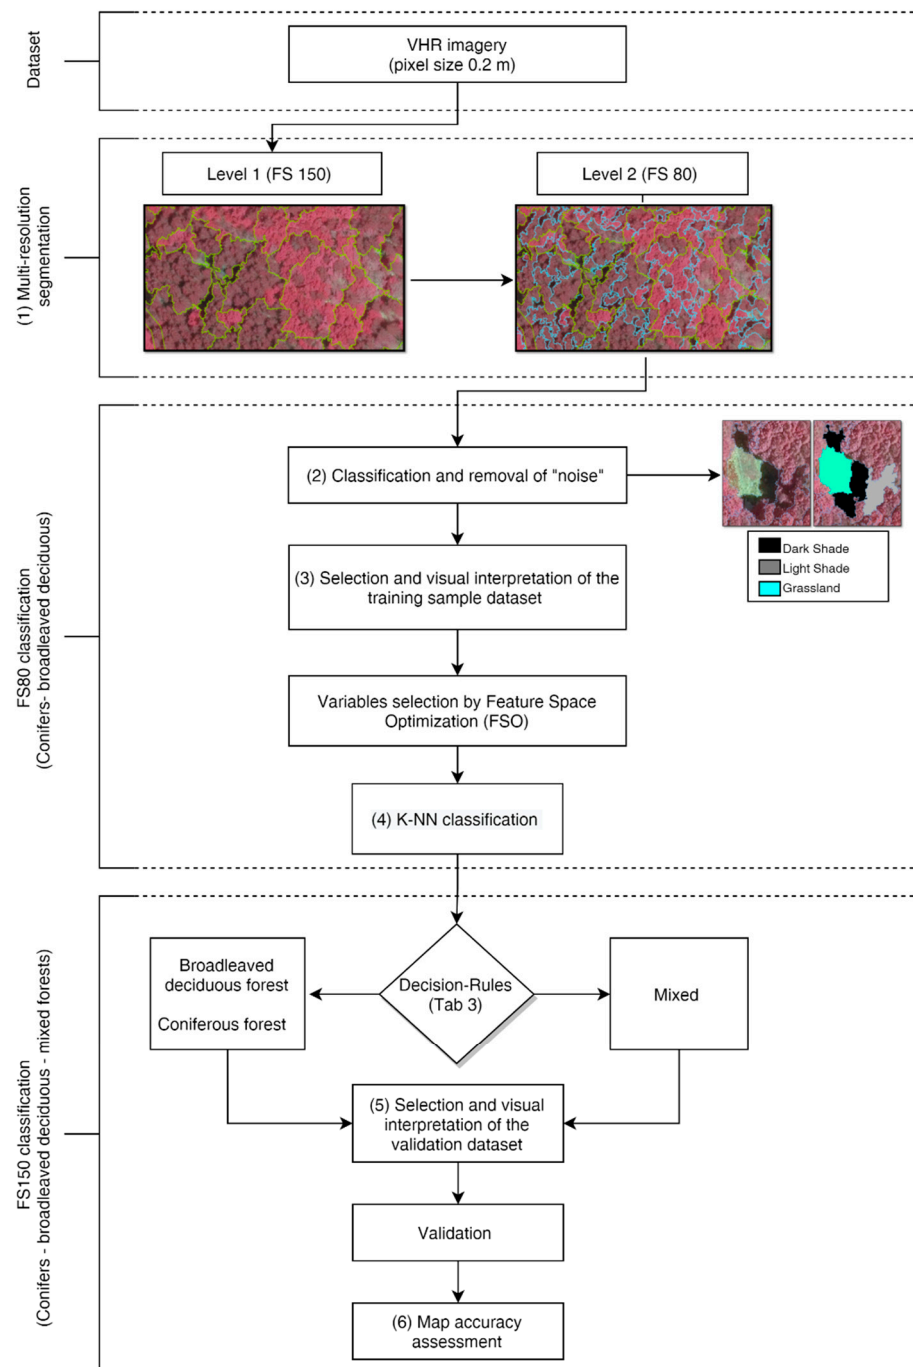 Dataset
VHR imagery
(pixel size 0.2 m)
(1) Multi-resolution
segmentation
Level 1 (FS 150)
Level 2 (FS 80)
FS80 classification
(Conifers- broadleaved deciduous)
(2) Classification and removal of "noise"
Dark Shade
Light Shade
Grassland
(3) Selection and visual interpretation of the
training sample dataset
Variables selection by Feature Space
Optimization (FSO)
(4) K-NN classification
FS150 classification
(Conifers - broadleaved deciduous - mixed forests)
Broadleaved
deciduous forest
Coniferous forest
Decision-Rules
(Tab 3)
Mixed
(5) Selection and visual
interpretation of the
validation dataset
Validation
(6) Map accuracy
assessment